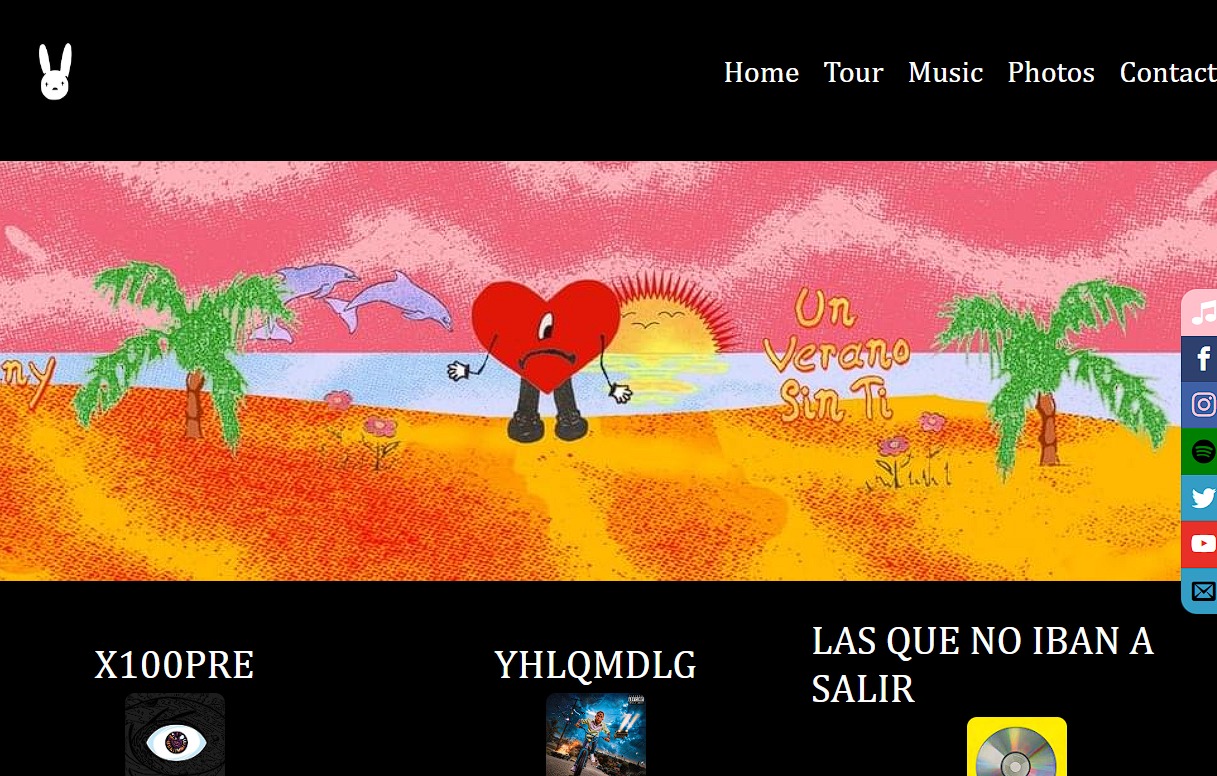 Home Tour Music Photos Contact
ny
Un
Verano
Sin Ti
X100PRE
YHLQMDLG
LAS QUE NO IBAN A
SALIR